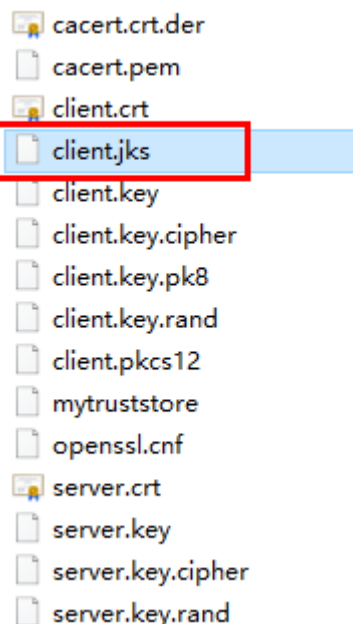 cacert.crt.der
cacert.pem
client.crt
client.jks
client.key
client.key.cipher
client.key.pk8
client.key.rand
client.pkcs12
mytruststore
openssl.cnf
server.crt
server.key
server.key.cipher
server.key.rand